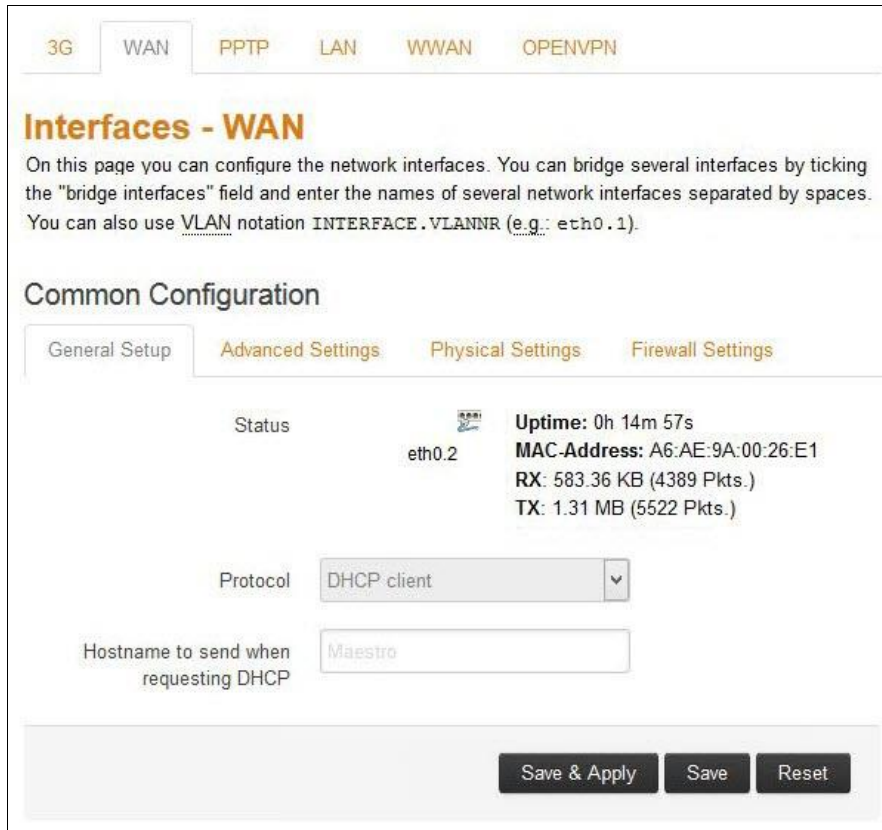 3G WAN PPTP LAN WWAN OPENVPN
Interfaces - WAN
On this page you can configure the network interfaces. You can bridge several interfaces by ticking
the "bridge interfaces" field and enter the names of several network interfaces separated by spaces.
You can also use VLAN notation INTERFACE.VLANNR (e.g.: eth0.1).
Common Configuration
General Setup Advanced Settings Physical Settings Firewall Settings
Status
eth0.2
Uptime: 0h 14m 57s
MAC-Address: A6:AE:9A:00:26:E1
RX: 583.36 KB (4389 Pkts.)
TX: 1.31 MB (5522 Pkts.)
Protocol DHCP client
Hostname to send when
requesting DHCP
Maestro
Save & Apply Save Reset